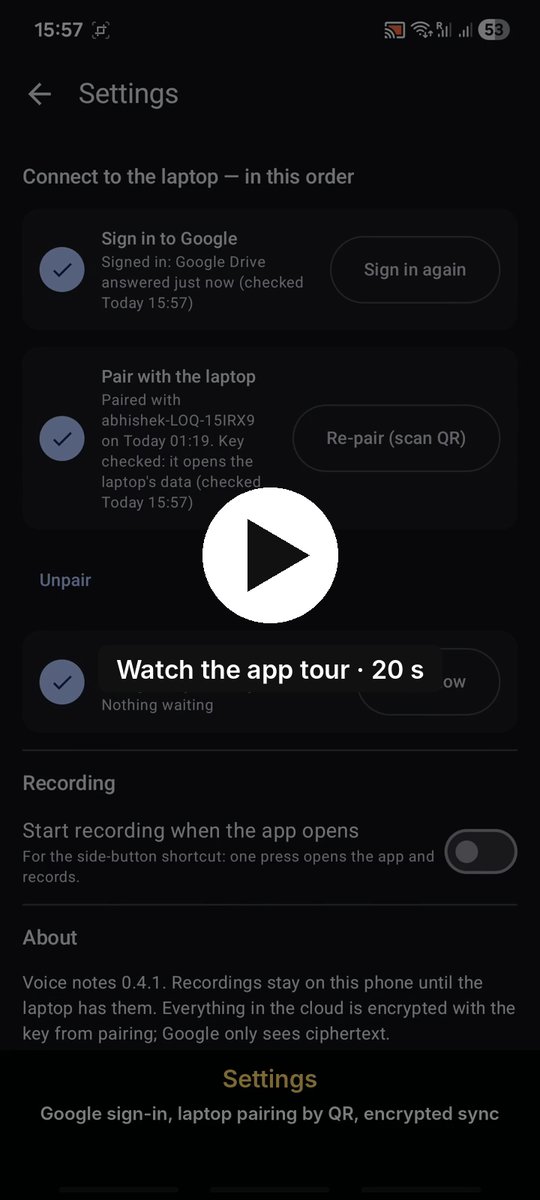 15:57
R
53
Settings
Connect to the laptop — in this order
Sign in to Google
Signed in: Google Drive
answered just now (checked
Today 15:57)
Sign in again
Pair with the laptop
Paired with
abhishek-LOQ-15IRX9
on Today 01:19. Key
checked: it opens the
laptop's data (checked
Today 15:57)
Re-pair (scan QR)
Unpair
Watch the app tour · 20 s
ow
Nothing waiting
Recording
Start recording when the app opens
For the side-button shortcut: one press opens the app and
records.
About
Voice notes 0.4.1. Recordings stay on this phone until the
laptop has them. Everything in the cloud is encrypted with the
key from pairing; Google only sees ciphertext.
Settings
Google sign-in, laptop pairing by QR, encrypted sync